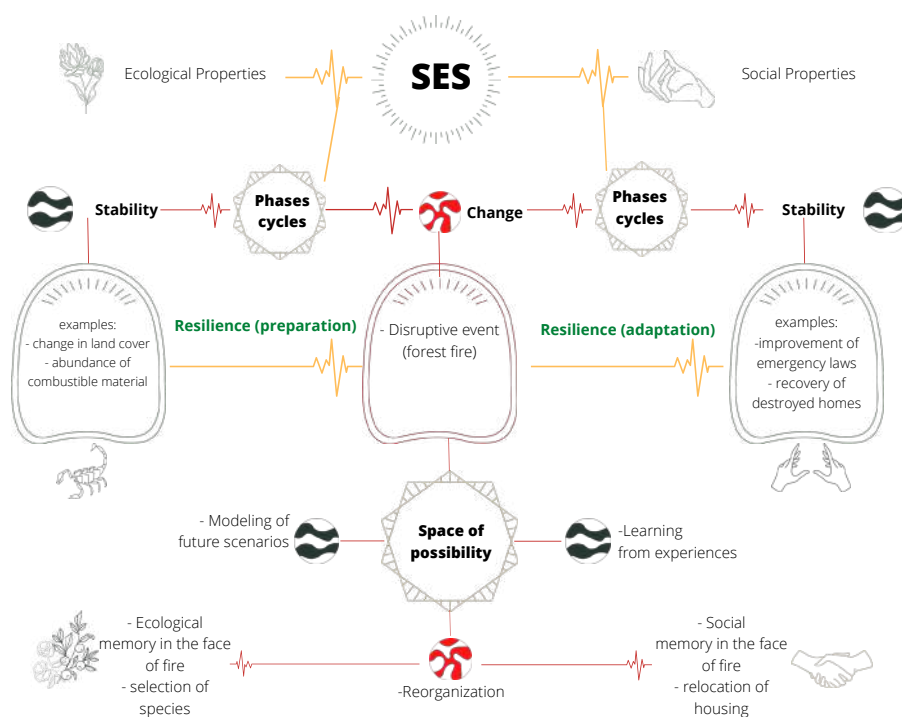 Ecological Properties
SES
Social Properties
Stability
Phases
cycles
Change
Phases
cycles
Stability
examples:
- change in land cover
- abundance of
combustible material
Resilience (preparation)
- Disruptive event
(forest fire)
Resilience (adaptation)
examples:
-improvement of
emergency laws
- recovery of
destroyed homes
- Modeling of
future scenarios
Space of
possibility
-Learning
from experiences
- Ecological
memory in the face
of fire
- selection of
species
-Reorganization
- Social
memory in the face
of fire
- relocation of
housing